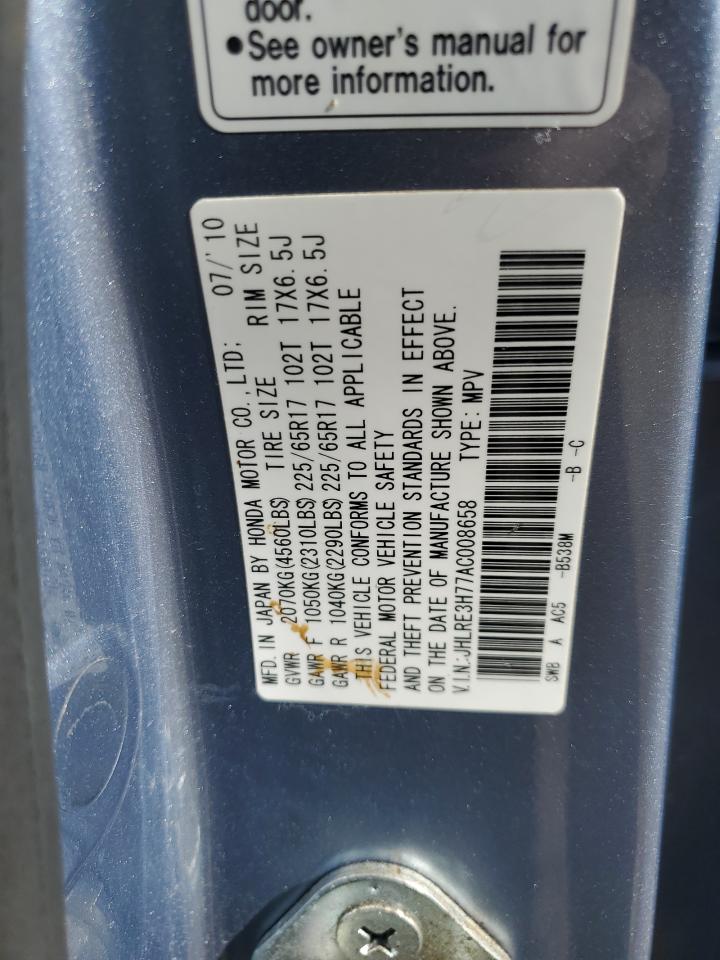 door.
●See owner's manual for
more information.
MFD. IN JAPAN BY HONDA MOTOR CO., LTD; 07/'10
GVWR 2070KG(4560LBS) TIRE SIZE RIM SIZE
GAWR F 1050KG(2310LBS) 225/65R17 102T 17X6.5J
GAWR R 1040KG(2290LBS) 225/65R17 102T 17X6.5J
THIS VEHICLE CONFORMS TO ALL APPLICABLE
FEDERAL MOTOR VEHICLE SAFETY
AND THEFT PREVENTION STANDARDS IN EFFECT
ON THE DATE OF MANUFACTURE SHOWN ABOVE.
V.I.N.:JHLRE3H77AC008658 TYPE: MPV
SWB A AC5 -B538M -B -C